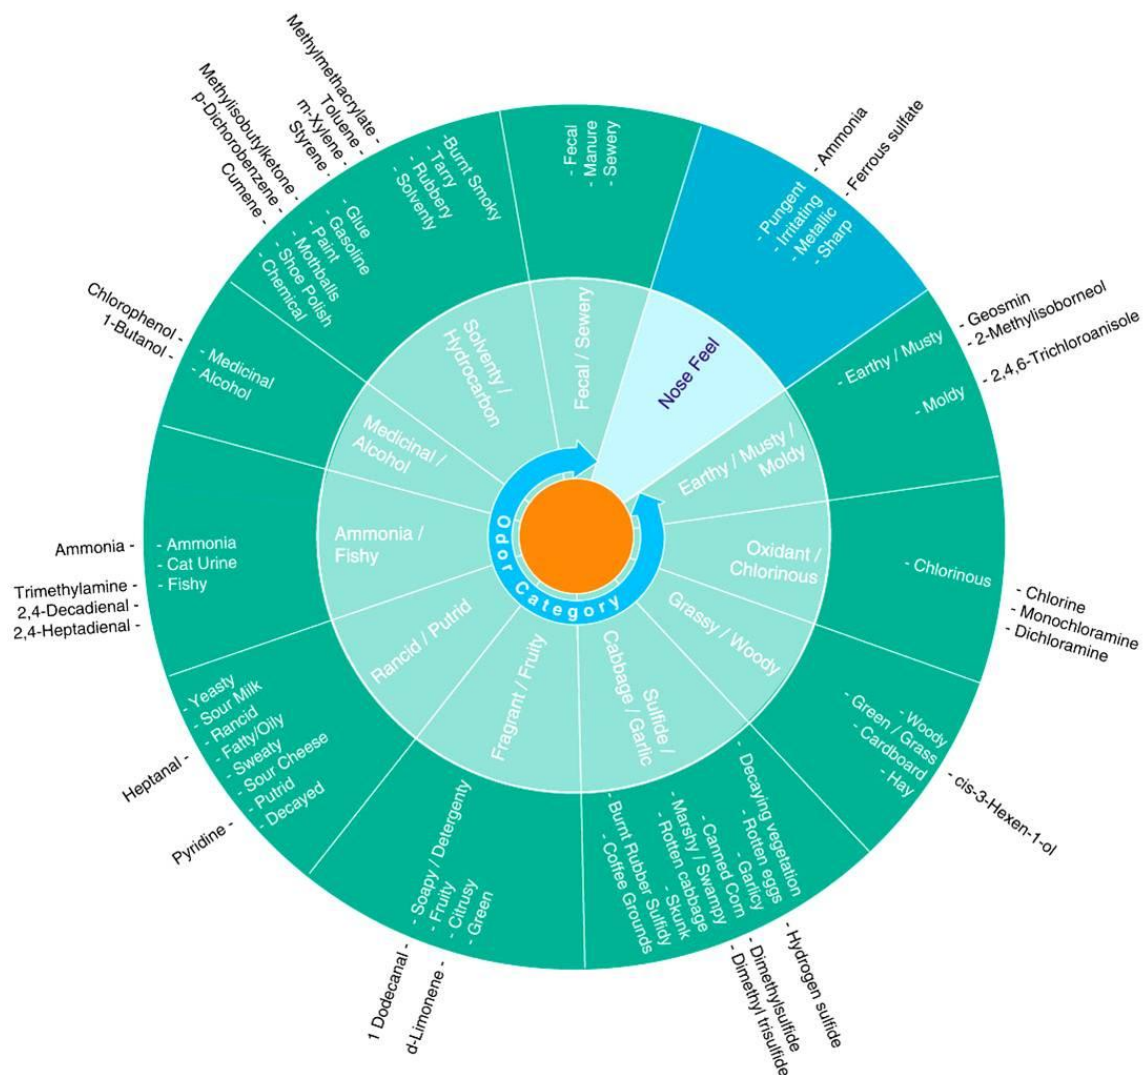 Odor Category
Nose Feel
- Pungent
- Irritating
- Metallic
- Sharp
- Ammonia
- Ferrous sulfate
Earthy / Musty /
Moldy
- Earthy / Musty
- Moldy
- Geosmin
- 2-Methylisoborneol
- 2,4,6-Trichloroanisole
Oxidant /
Chlorinous
- Chlorinous
- Chlorine
- Monochloramine
- Dichloramine
Grassy / Woody
- Woody
- Green / Grass
- Cardboard
- Hay
- cis-3-Hexen-1-ol
Sulfide /
Cabbage / Garlic
- Decaying vegetation
- Rotten eggs
- Garlicy
- Canned Corn
- Marshy / Swampy
- Rotten cabbage
- Skunk
- Burnt Rubber Sulfidy
- Coffee Grounds
- Hydrogen sulfide
- Dimethylsulfide
- Dimethyl trisulfide
Fragrant / Fruity
- Soapy / Detergenty
- Fruity
- Citrusy
- Green
1 Dodecanal -
d-Limonene -
Rancid / Putrid
- Yeasty
- Sour Milk
- Rancid
- Fatty/Oily
- Sweaty
- Sour Cheese
- Putrid
- Decayed
Heptanal -
Pyridine -
Ammonia /
Fishy
- Ammonia
- Cat Urine
- Fishy
Ammonia -
Trimethylamine -
2,4-Decadienal -
2,4-Heptadienal -
Medicinal /
Alcohol
- Medicinal
- Alcohol
Chlorophenol -
1-Butanol -
Solventy /
Hydrocarbon
-Burnt Smoky
- Tarry
- Rubbery
- Solventy
- Glue
- Gasoline
- Paint
- Mothballs
- Shoe Polish
- Chemical
Methylmethacrylate -
Toluene -
m-Xylene -
Styrene -
Methylisobutylketone -
p-Dichorobenzene -
Cumene -
Fecal / Sewery
- Fecal
- Manure
- Sewery